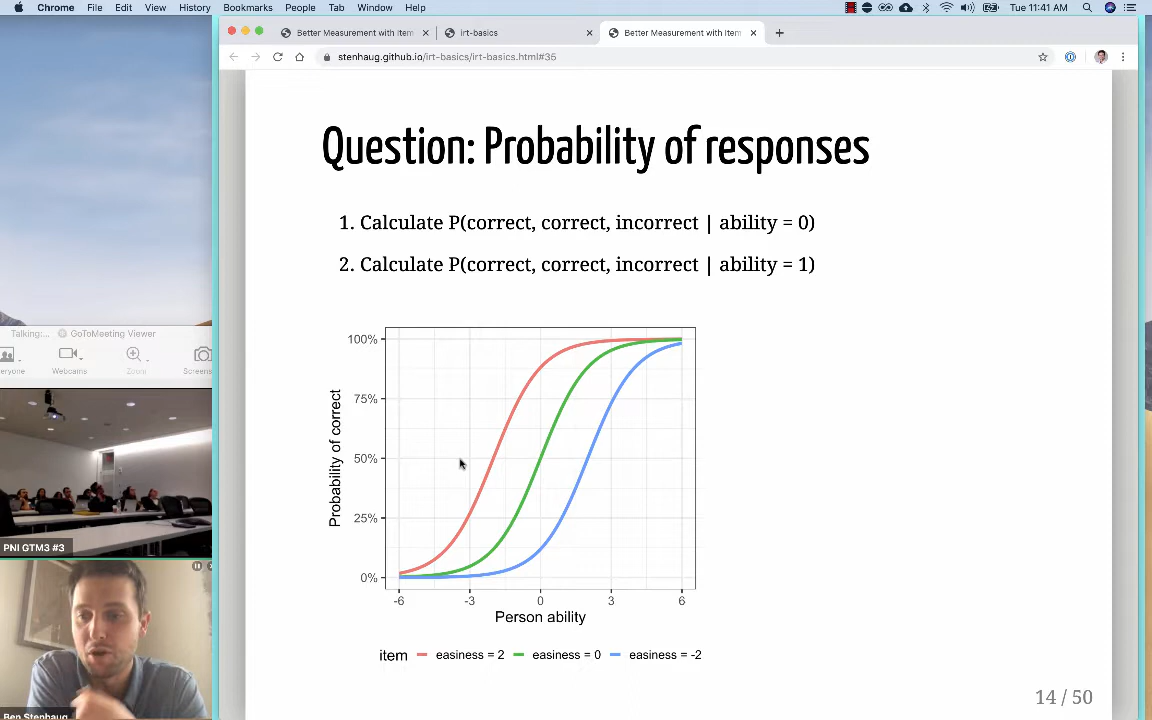 Chrome File Edit View History Bookmarks People Tab Window Help Tue 11:41 AM
Better Measurement with Item
irt-basics
Better Measurement with Item
stenhaug.github.io/irt-basics/irt-basics.html#35
Question: Probability of responses
1. Calculate P(correct, correct, incorrect | ability = 0)
2. Calculate P(correct, correct, incorrect | ability = 1)
Talking:... GoToMeeting Viewer
eryone Webcams Zoom Screens
100%
75%
50%
25%
0%
Probability of correct
-6 -3 0 3 6
Person ability
item easiness = 2 easiness = 0 easiness = -2
PNI GTM3 #3
Ben Stenhaug
14 / 50